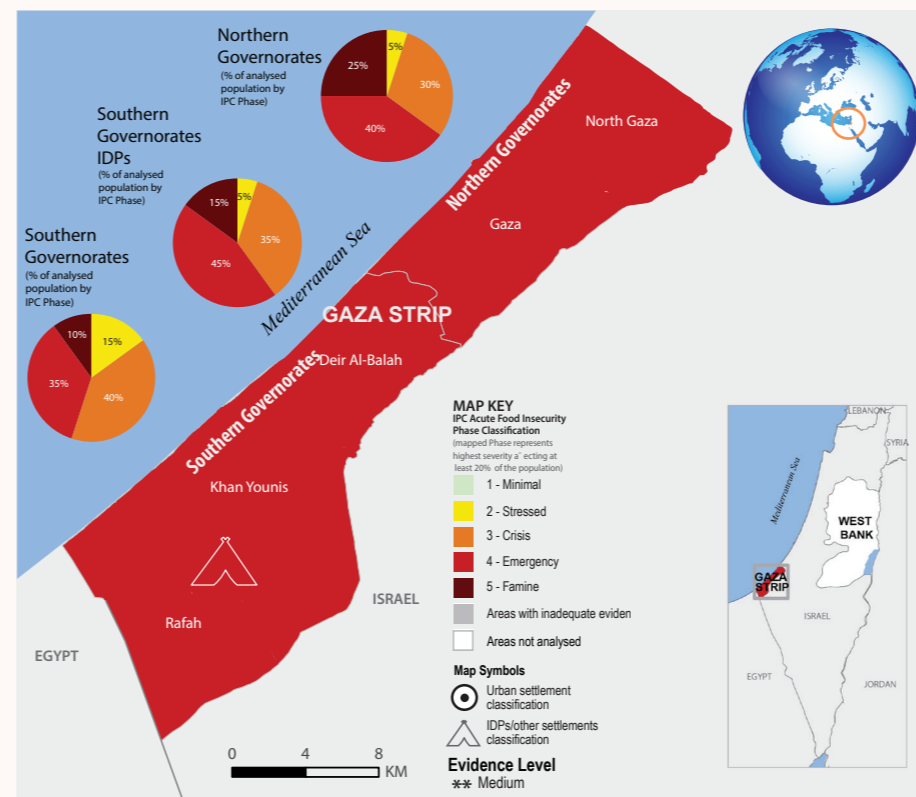 Northern
Governorates
(% of analysed
population by
IPC Phase)
5%
25%
30%
40%
Southern
Governorates
IDPs
(% of analysed
population by
IPC Phase)
5%
15%
35%
45%
Southern
Governorates
(% of analysed
population by
IPC Phase)
10%
15%
35%
40%
Mediterranean Sea
Northern Governorates
North Gaza
Gaza
GAZA STRIP
Deir Al-Balah
Southern Governorates
Khan Younis
Rafah
ISRAEL
EGYPT
0 4 8
KM
MAP KEY
IPC Acute Food Insecurity
Phase Classification
(mapped Phase represents
highest severity a˜ ecting at
least 20% of the population)
1 - Minimal
2 - Stressed
3 - Crisis
4 - Emergency
5 - Famine
Areas with inadequate eviden
Areas not analysed
Map Symbols
Urban settlement
classification
IDPs/other settlements
classification
Evidence Level
** Medium
LEBANON
SYRIA
Mediterranean Sea
WEST
BANK
GAZA
STRIP
ISRAEL
EGYPT
JORDAN